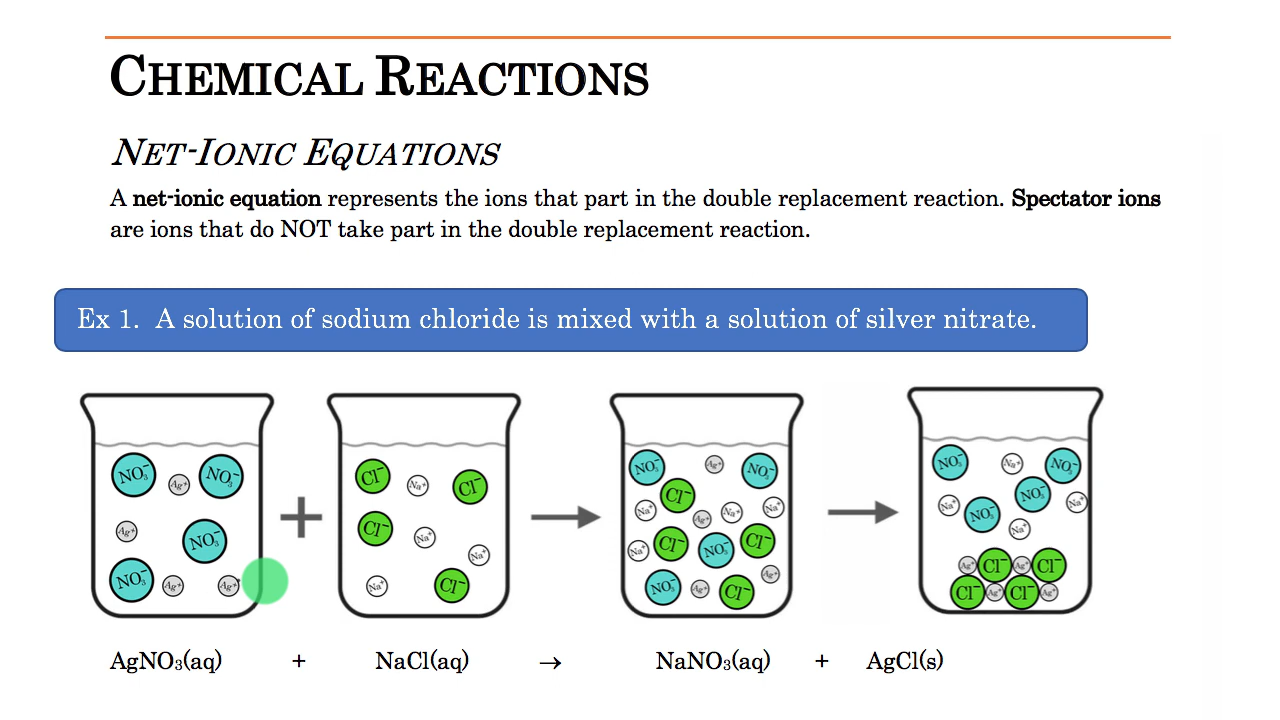 CHEMICAL REACTIONS
NET-IONIC EQUATIONS
A net-ionic equation represents the ions that part in the double replacement reaction. Spectator ions
are ions that do NOT take part in the double replacement reaction.
Ex 1. A solution of sodium chloride is mixed with a solution of silver nitrate.
NO₃⁻ Ag⁺ NO₃⁻
Ag⁺ NO₃⁻
NO₃⁻ Ag⁺ Ag⁺
+
Cl⁻ Na⁺ Cl⁻
Cl⁻ Na⁺ Na⁺
Na⁺ Cl⁻
NO₃⁻ Ag⁺ NO₃⁻
Cl⁻
Na⁺ Ag⁺ Na⁺ Na⁺
Na⁺ Cl⁻ NO₃⁻ Cl⁻
NO₃⁻ Ag⁺ Cl⁻ Ag⁺
NO₃⁻ Na⁺ NO₃⁻
Na⁺ NO₃⁻ NO₃⁻ Na⁺
Na⁺
Ag⁺ Cl⁻ Ag⁺ Cl⁻
Cl⁻ Ag⁺ Cl⁻ Ag⁺
AgNO₃(aq) + NaCl(aq) → NaNO₃(aq) + AgCl(s)